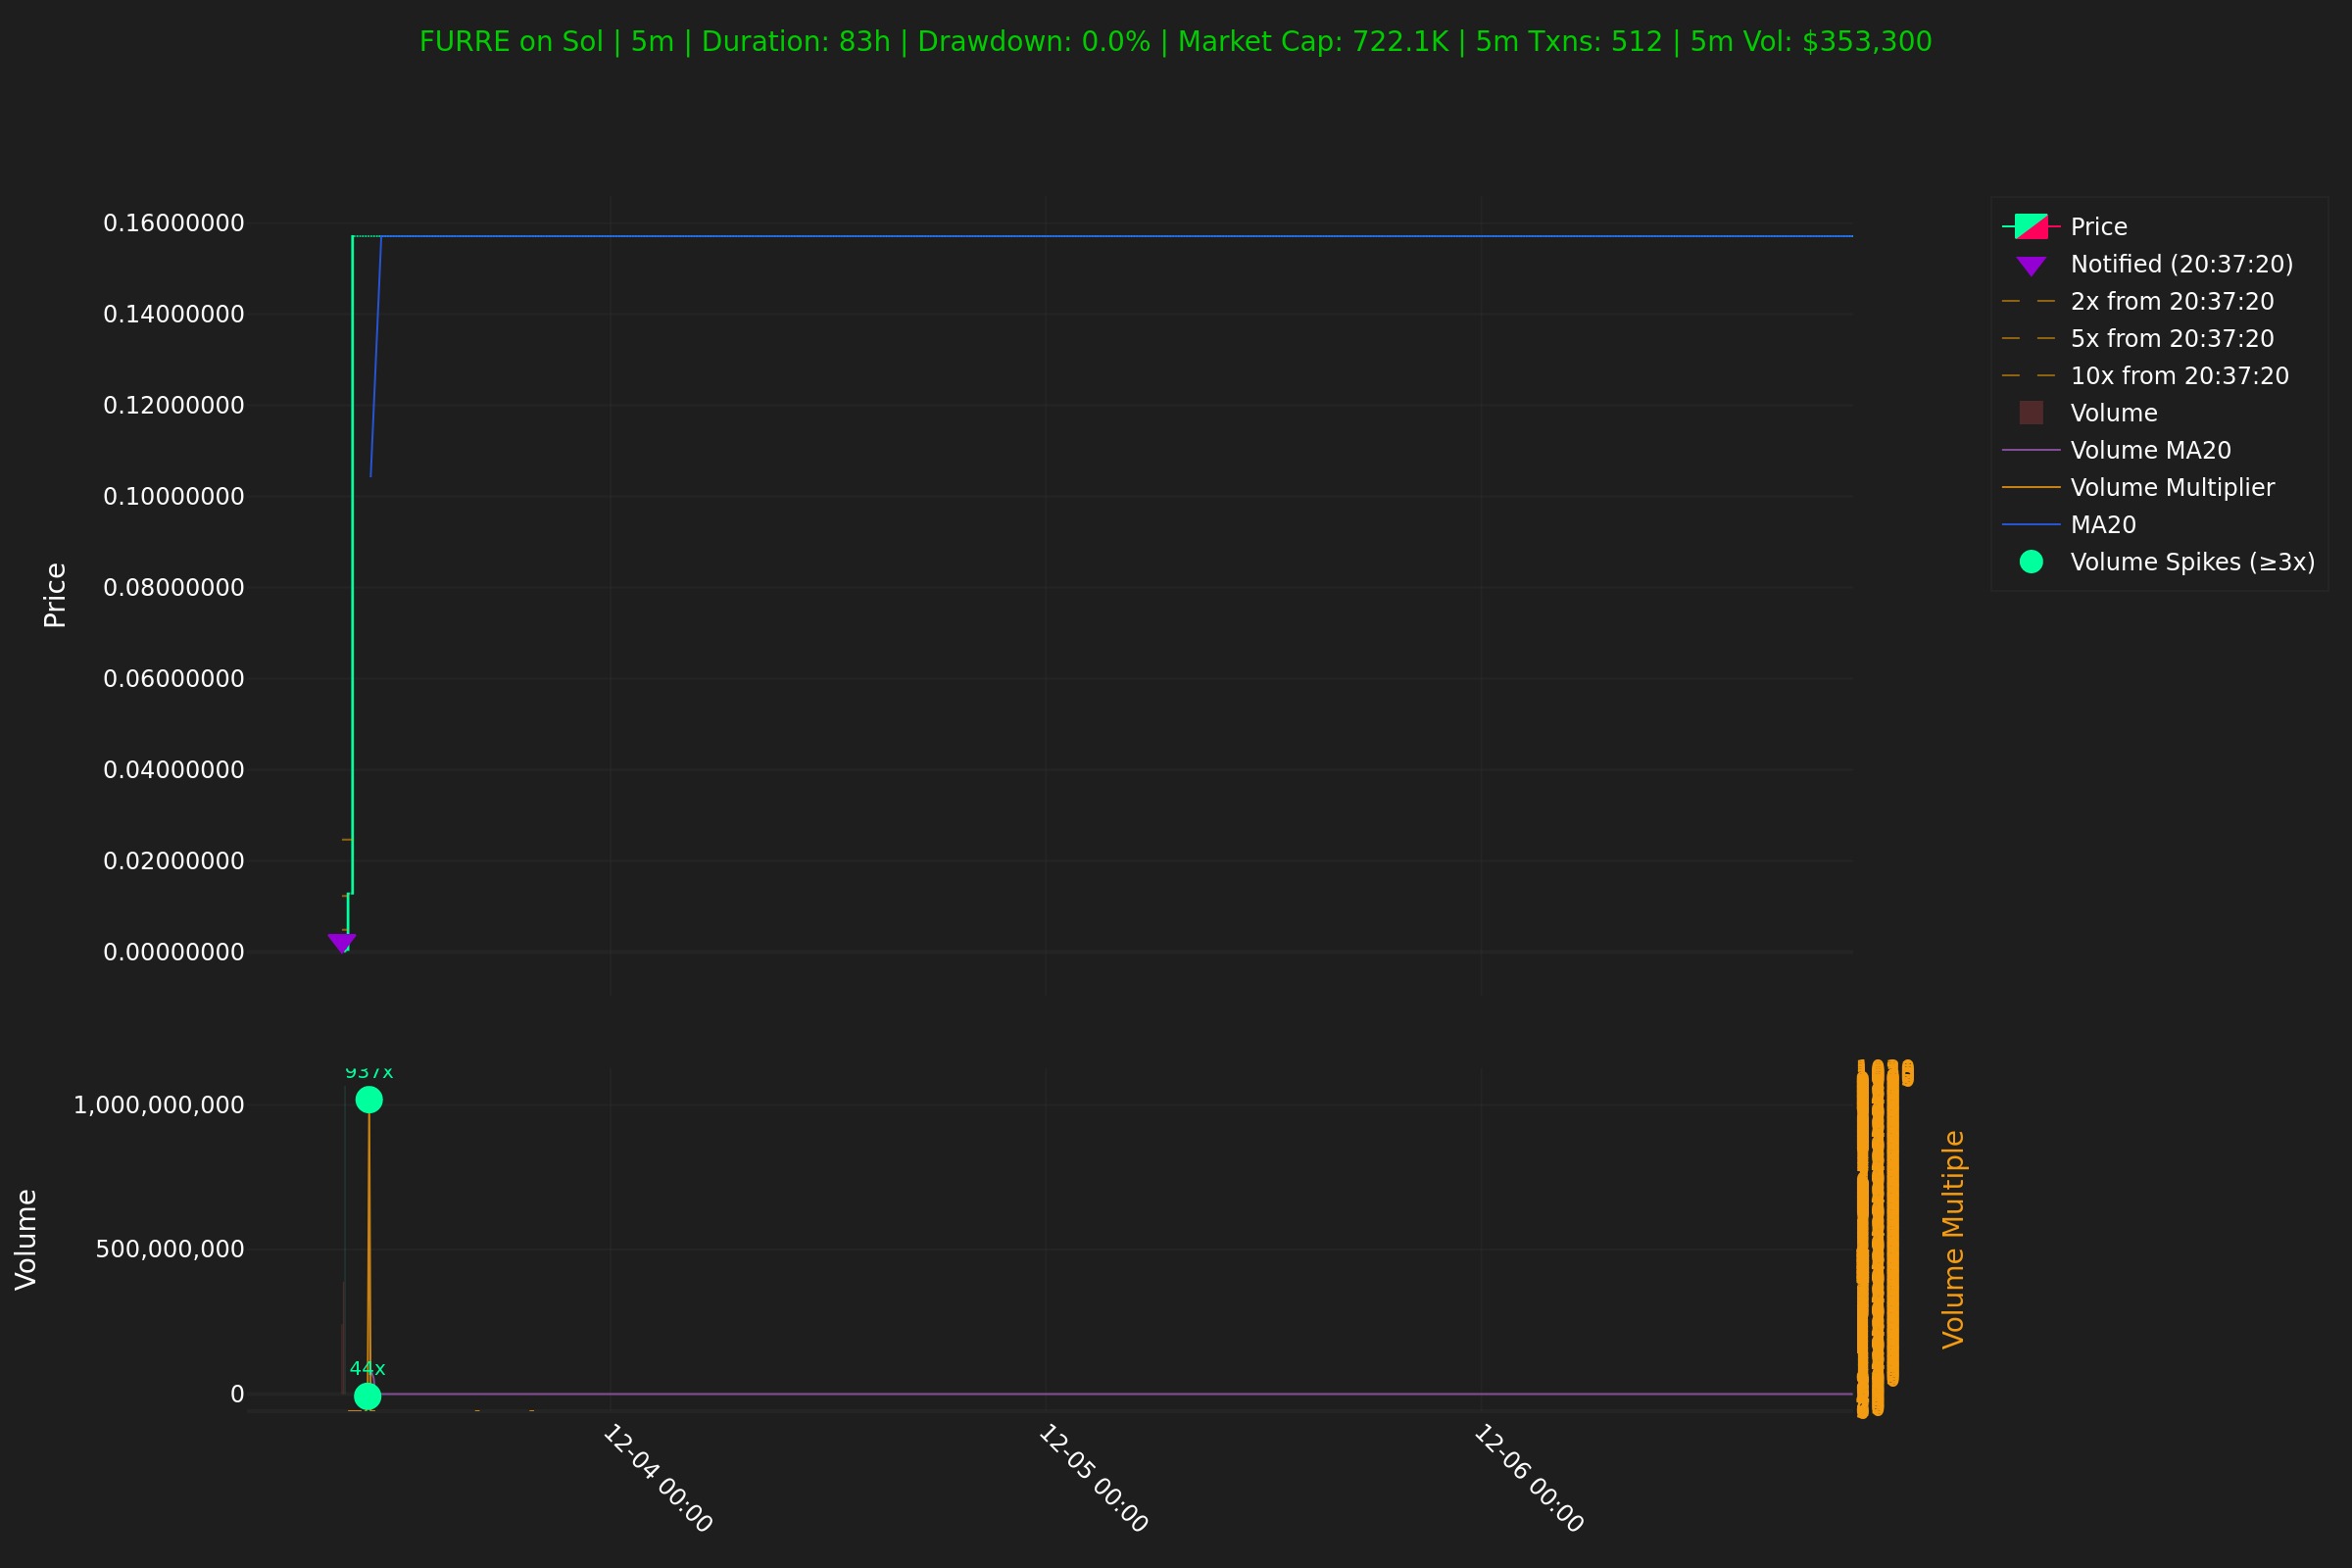 FURRE on Sol | 5m | Duration: 83h | Drawdown: 0.0% | Market Cap: 722.1K | 5m Txns: 512 | 5m Vol: $353,300
Price
0.16000000
0.14000000
0.12000000
0.10000000
0.08000000
0.06000000
0.04000000
0.02000000
0.00000000
Price
Notified (20:37:20)
2x from 20:37:20
5x from 20:37:20
10x from 20:37:20
Volume
Volume MA20
Volume Multiplier
MA20
Volume Spikes (≥3x)
Volume
1,000,000,000
500,000,000
0
937x
44x
Volume Multiple
12-04 00:00
12-05 00:00
12-06 00:00